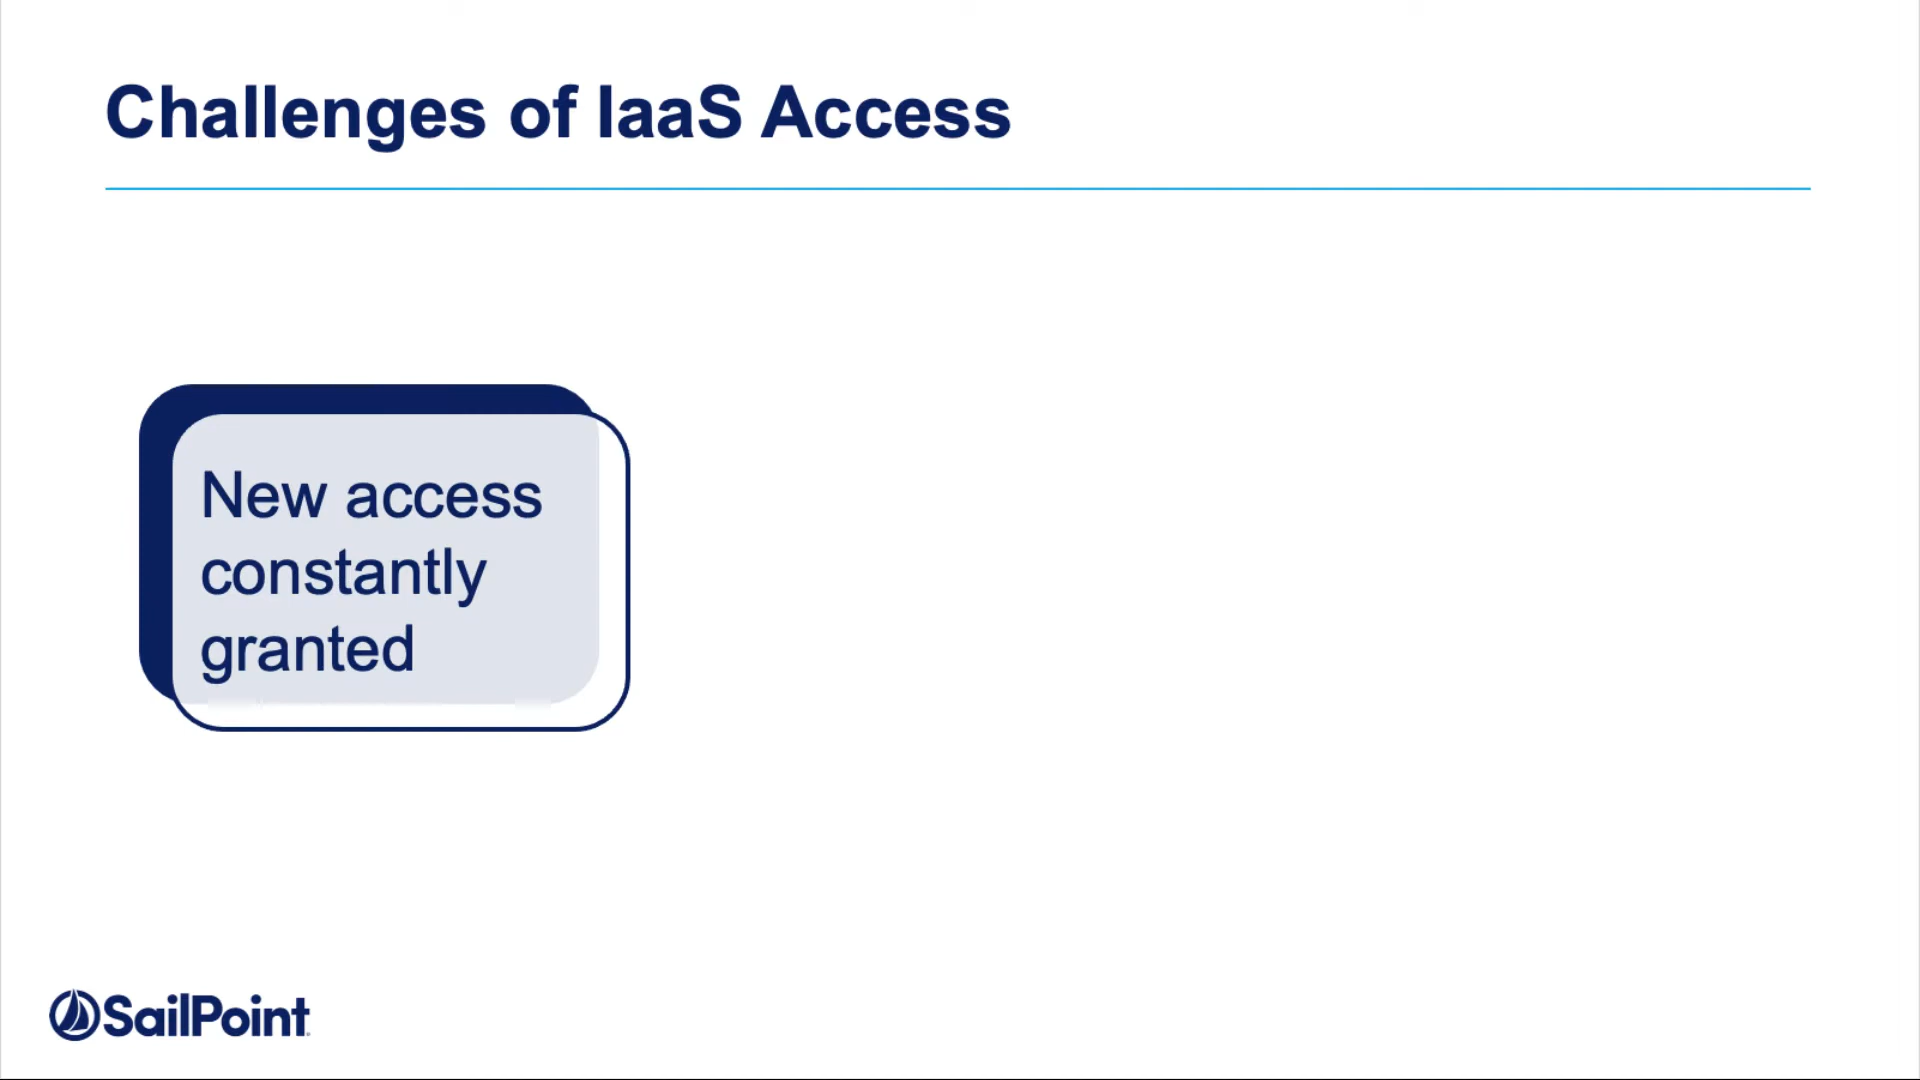 Challenges of IaaS Access
New access
constantly
granted
SailPoint